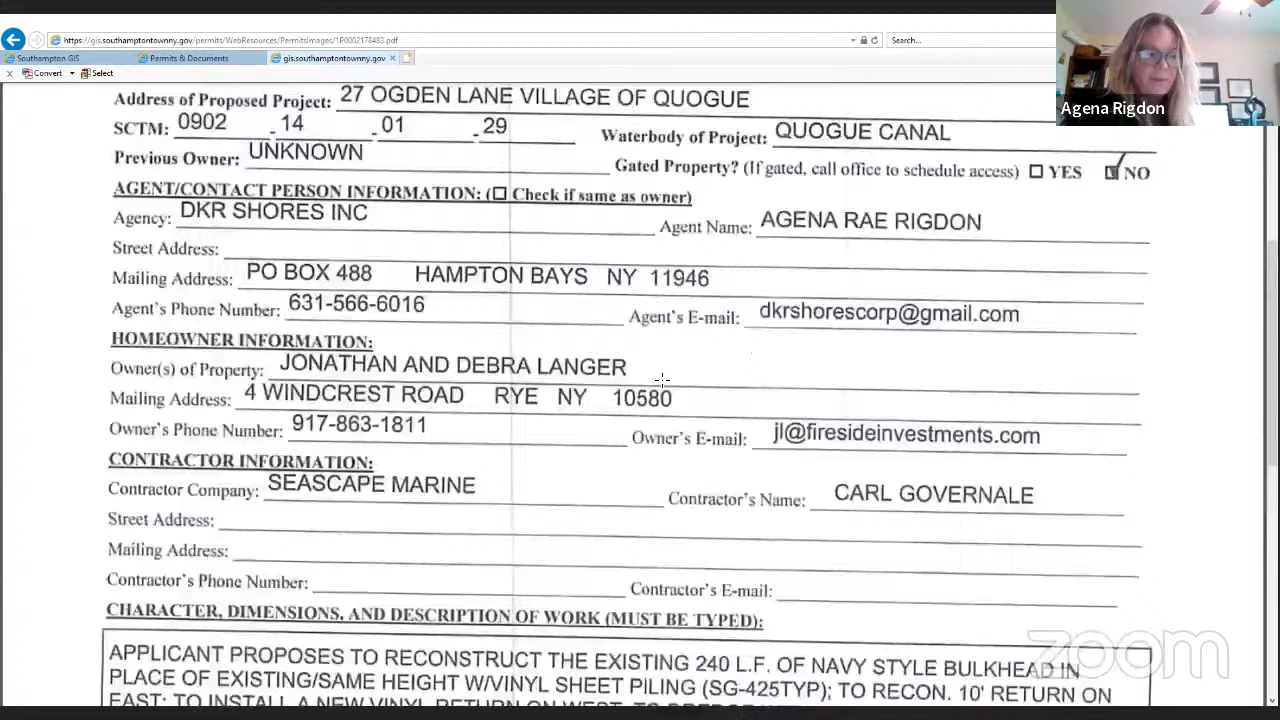 https://gis.southamptontownny.gov/permits/WebResources/PermitsImages/1P0002178483.pdf
Search...
Southampton GIS
Permits & Documents
gis.southamptontownny.gov
Convert
Select
Agena Rigdon
Address of Proposed Project: 27 OGDEN LANE VILLAGE OF QUOGUE
SCTM: 0902 - 14 - 01 - 29 Waterbody of Project: QUOGUE CANAL
Previous Owner: UNKNOWN Gated Property? (If gated, call office to schedule access) YES NO
AGENT/CONTACT PERSON INFORMATION: ( Check if same as owner)
Agency: DKR SHORES INC Agent Name: AGENA RAE RIGDON
Street Address:
Mailing Address: PO BOX 488 HAMPTON BAYS NY 11946
Agent's Phone Number: 631-566-6016 Agent's E-mail: dkrshorescorp@gmail.com
HOMEOWNER INFORMATION:
Owner(s) of Property: JONATHAN AND DEBRA LANGER
Mailing Address: 4 WINDCREST ROAD RYE NY 10580
Owner's Phone Number: 917-863-1811 Owner's E-mail: jl@firesideinvestments.com
CONTRACTOR INFORMATION:
Contractor Company: SEASCAPE MARINE Contractor's Name: CARL GOVERNALE
Street Address:
Mailing Address:
Contractor's Phone Number: Contractor's E-mail:
CHARACTER, DIMENSIONS, AND DESCRIPTION OF WORK (MUST BE TYPED):
APPLICANT PROPOSES TO RECONSTRUCT THE EXISTING 240 L.F. OF NAVY STYLE BULKHEAD IN
PLACE OF EXISTING/SAME HEIGHT W/VINYL SHEET PILING (SG-425TYP); TO RECON. 10' RETURN ON
EAST; TO INSTALL A NEW VINYL RETURN ON WEST
zoom